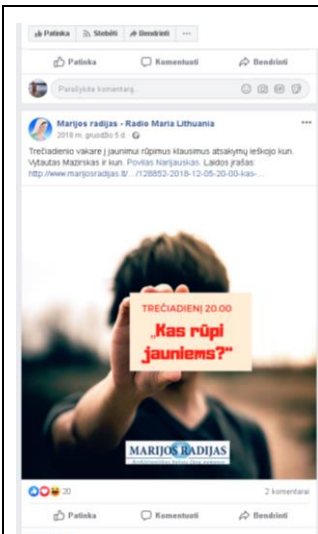 Patinka Stebėti Bendrinti
Patinka Komentuoti Bendrinti
Parašykite komentarą...
Marijos radijas - Radio Maria Lithuania
2018 m. gruodžio 5 d.
Trečiadienio vakare į jaunimui rūpimus klausimus atsakymų ieškojo kun.
Vytautas Mazirskas ir kun. Povilas Narijauskas. Laidos įrašas:
http://www.marijosradijas.lt/.../128852-2018-12-05-20-00-kas-...
TREČIADIENĮ 20.00
„Kas rūpi
jauniems?“
MARIJOS RADIJAS
20 2 komentarai
Patinka Komentuoti Bendrinti